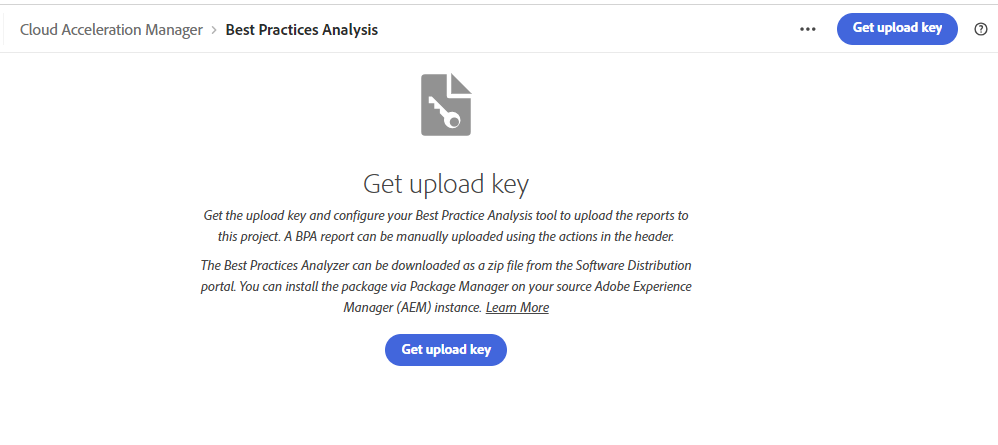 Cloud Acceleration Manager > Best Practices Analysis ••• Get upload key ?
Get upload key
Get the upload key and configure your Best Practice Analysis tool to upload the reports to
this project. A BPA report can be manually uploaded using the actions in the header.
The Best Practices Analyzer can be downloaded as a zip file from the Software Distribution
portal. You can install the package via Package Manager on your source Adobe Experience
Manager (AEM) instance. Learn More
Get upload key